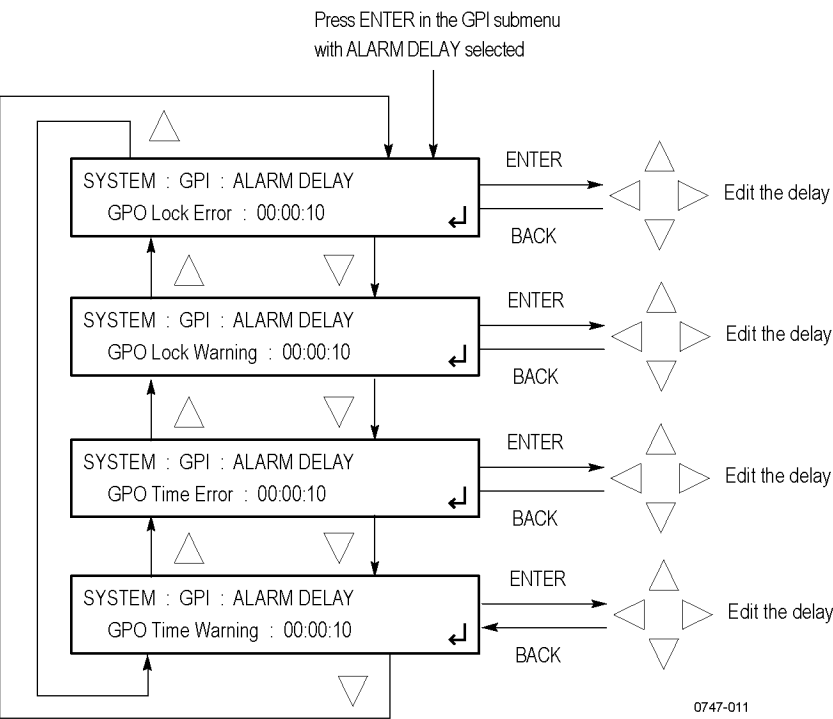 Press ENTER in the GPI submenu
with ALARM DELAY selected
SYSTEM : GPI : ALARM DELAY
GPO Lock Error : 00:00:10
ENTER
BACK
Edit the delay
SYSTEM : GPI : ALARM DELAY
GPO Lock Warning : 00:00:10
ENTER
BACK
Edit the delay
SYSTEM : GPI : ALARM DELAY
GPO Time Error : 00:00:10
ENTER
BACK
Edit the delay
SYSTEM : GPI : ALARM DELAY
GPO Time Warning : 00:00:10
ENTER
BACK
Edit the delay
0747-011